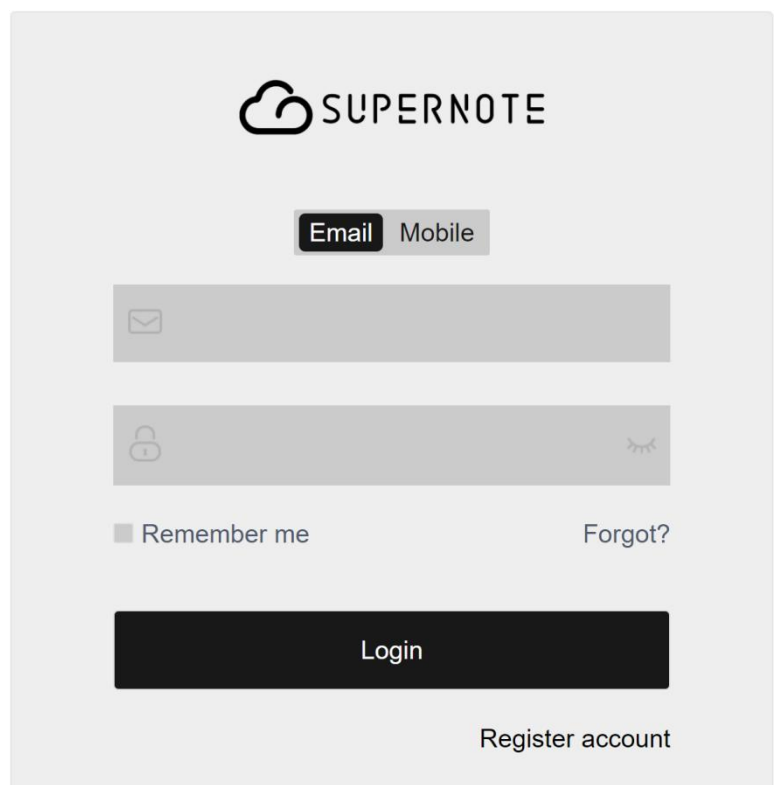 SUPERNOTE
Email Mobile
Remember me Forgot?
Login
Register account